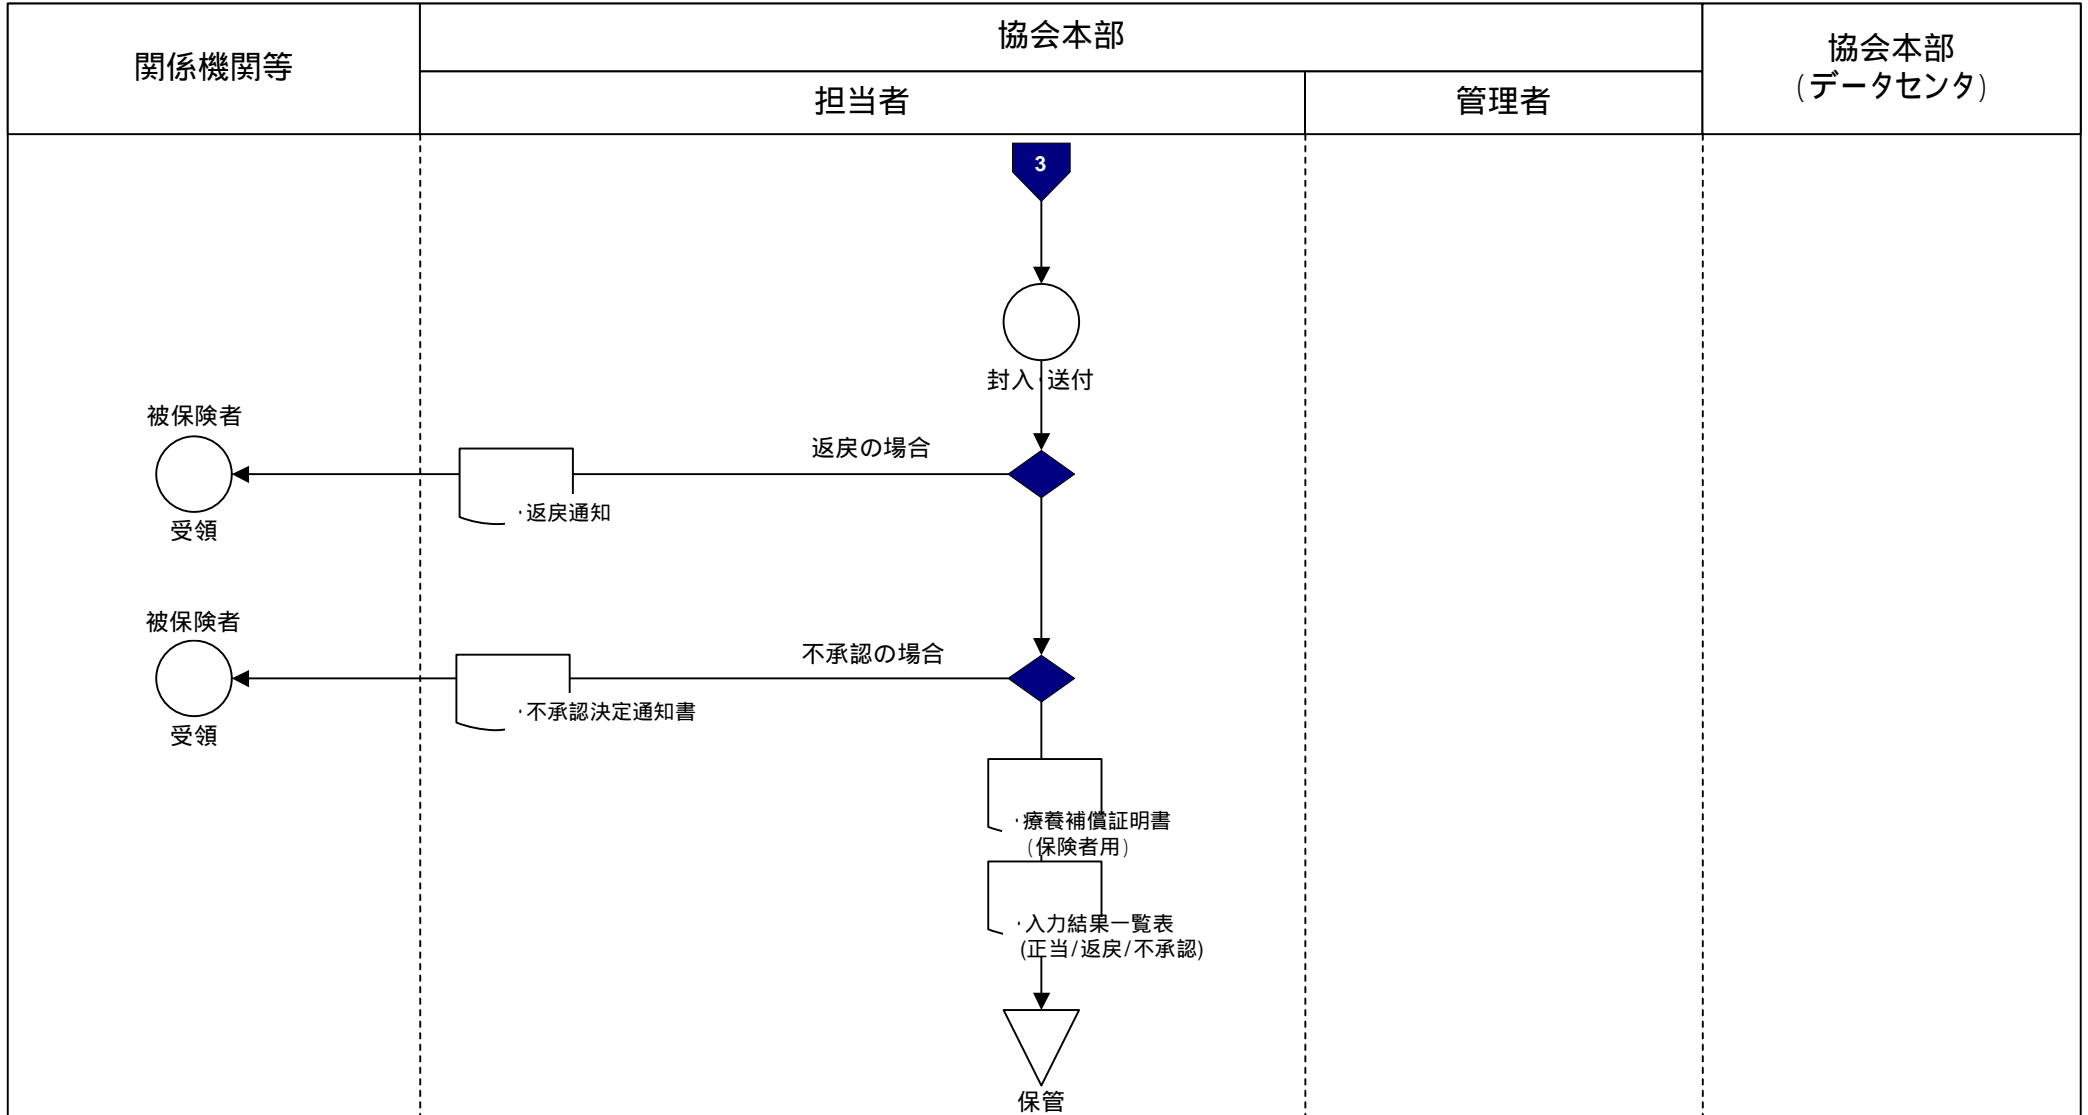 関係機関等
協会本部
担当者
管理者
協会本部
(データセンタ)
3
封入・送付
被保険者
返戻の場合
・返戻通知
受領
被保険者
不承認の場合
・不承認決定通知書
受領
・療養補償証明書
(保険者用)
・入力結果一覧表
(正当/返戻/不承認)
保管